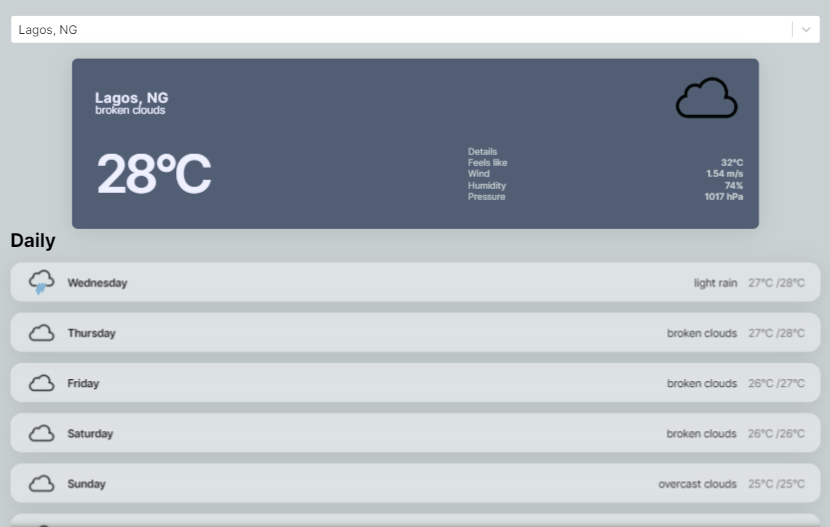 Lagos, NG
Lagos, NG
broken clouds
28°C
Details
Feels like 32°C
Wind 1.54 m/s
Humidity 74%
Pressure 1017 hPa
Daily
Wednesday light rain 27°C /28°C
Thursday broken clouds 27°C /28°C
Friday broken clouds 26°C /27°C
Saturday broken clouds 26°C /26°C
Sunday overcast clouds 25°C /25°C